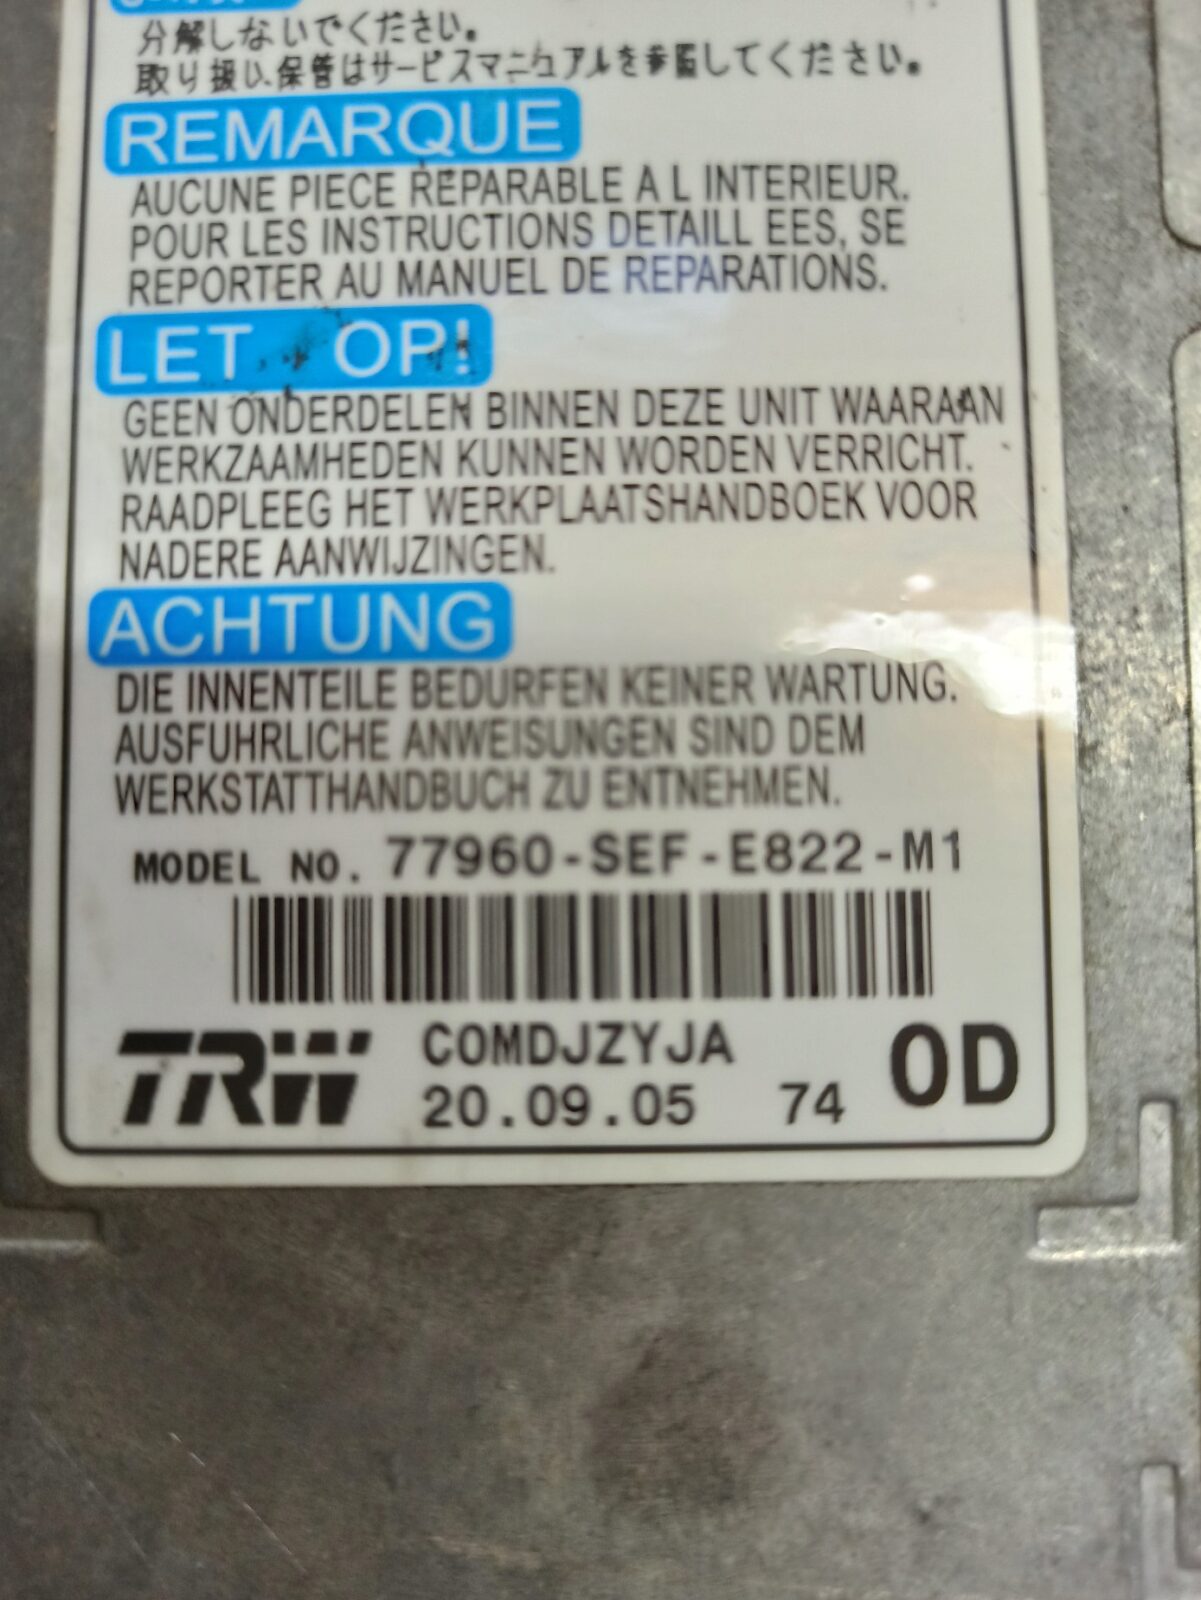 分解しないでください。
取り扱い、保管はサービスマニュアルを参照してください。
REMARQUE
AUCUNE PIECE REPARABLE A L INTERIEUR.
POUR LES INSTRUCTIONS DETAILL EES, SE
REPORTER AU MANUEL DE REPARATIONS.
LET OP!
GEEN ONDERDELEN BINNEN DEZE UNIT WAARAAN
WERKZAAMHEDEN KUNNEN WORDEN VERRICHT.
RAADPLEEG HET WERKPLAATSHANDBOEK VOOR
NADERE AANWIJZINGEN.
ACHTUNG
DIE INNENTEILE BEDURFEN KEINER WARTUNG.
AUSFUHRLICHE ANWEISUNGEN SIND DEM
WERKSTATTHANDBUCH ZU ENTNEHMEN.
MODEL NO. 77960-SEF-E822-M1
TRW C0MDJZYJA 0D
20.09.05 74